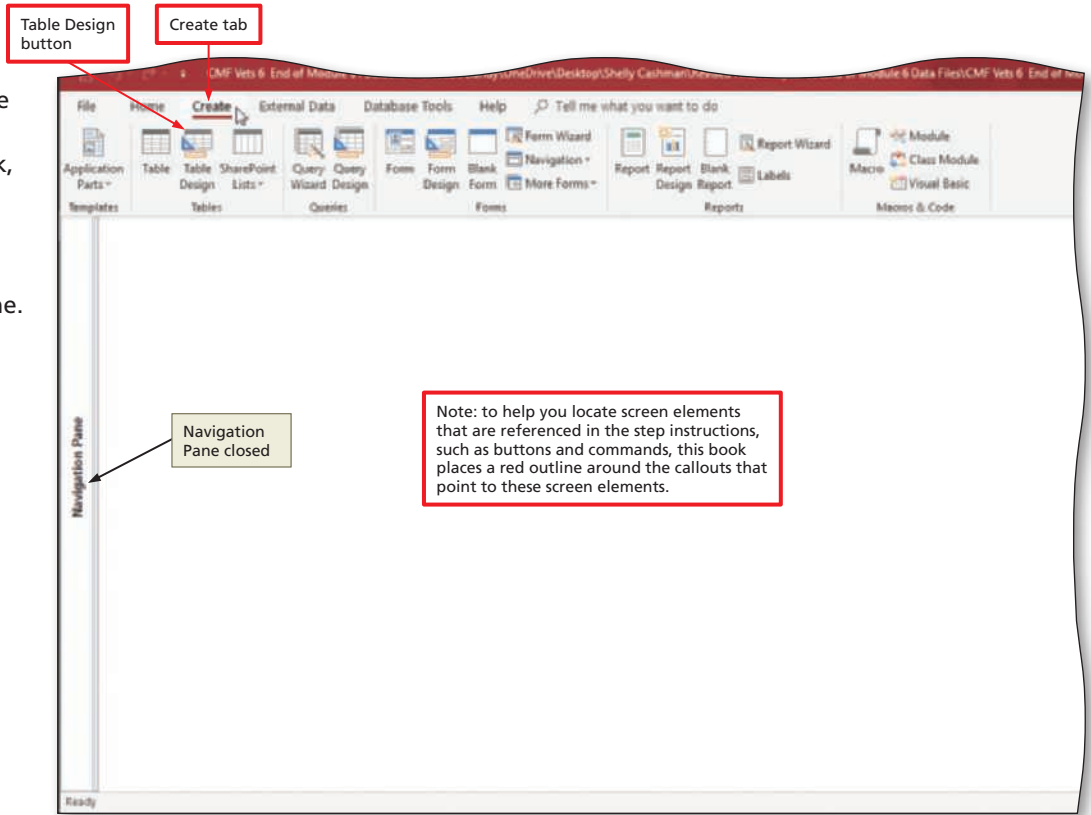 Table Design
button
Create tab
e
k,
ne.
CMF Vets 6 End of Module
OneDrive\Desktop\Shelly Cashman
Module 6 Data Files\CMF Vets 6 End of M
File Home Create External Data Database Tools Help Tell me what you want to do
Application
Parts
Table
Table
Design
SharePoint
Lists
Query
Wizard
Query
Design
Form
Form
Design
Blank
Form
Form Wizard
Navigation
More Forms
Report
Report
Design
Blank
Report
Report Wizard
Labels
Macro
Module
Class Module
Visual Basic
Templates Tables Queries Forms Reports Macros & Code
Navigation Pane
Navigation
Pane closed
Note: to help you locate screen elements
that are referenced in the step instructions,
such as buttons and commands, this book
places a red outline around the callouts that
point to these screen elements.
Ready